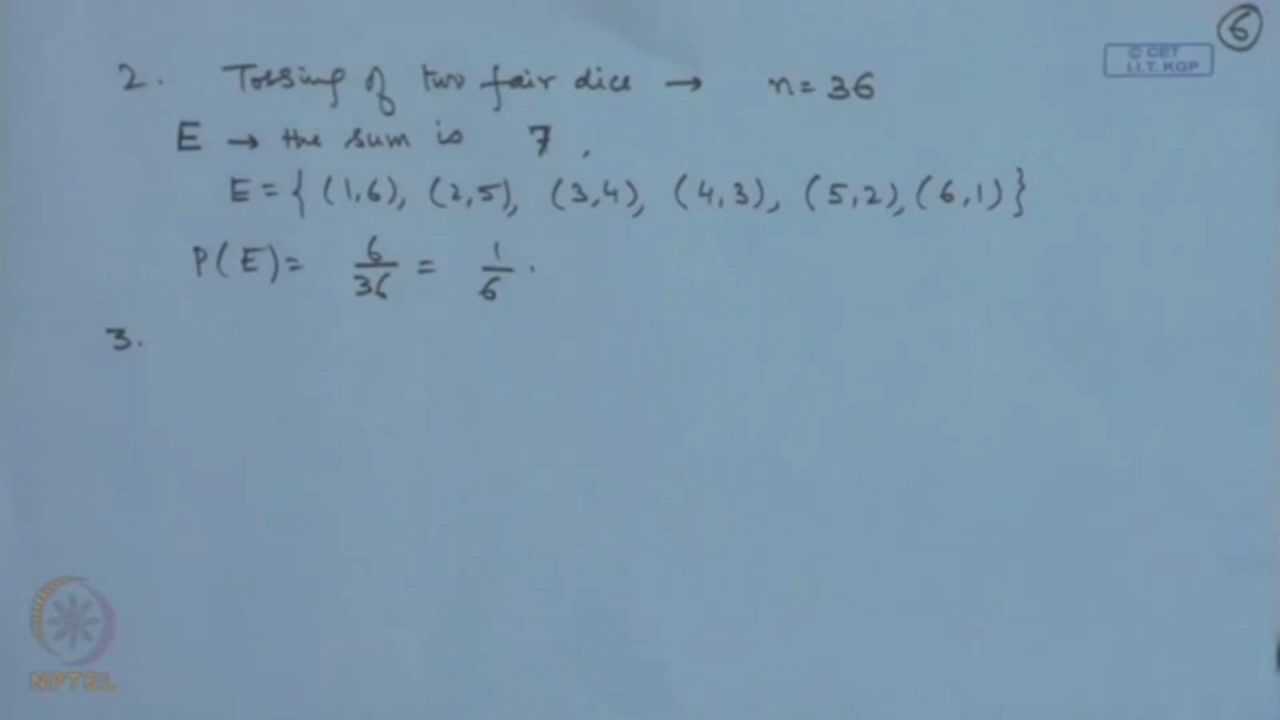 6
© CET
I.I.T. KGP
2. Tossing of two fair dice → n = 36
E → the sum is 7.
E = { (1,6), (2,5), (3,4), (4,3), (5,2), (6,1) }
P(E) = 6/36 = 1/6.
3.
NPTEL